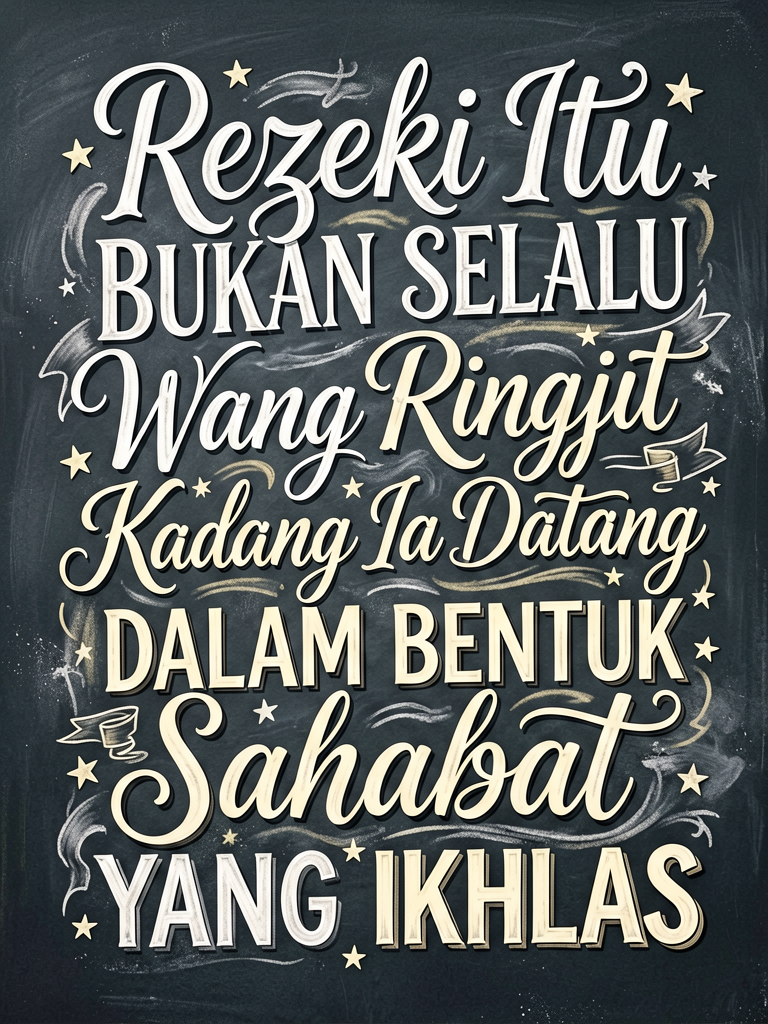 Rezeki Itu
BUKAN SELALU
Wang Ringjit
Kadang Ia Datang
DALAM BENTUK
Sahabat
YANG IKHLAS